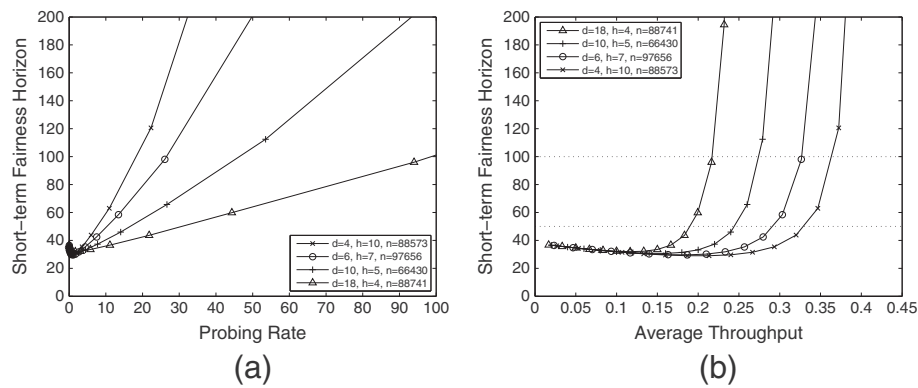 200
180
160
140
120
100
80
60
40
20
0
Short-term Fairness Horizon
0 10 20 30 40 50 60 70 80 90 100
Probing Rate
d=4, h=10, n=88573
d=6, h=7, n=97656
d=10, h=5, n=66430
d=18, h=4, n=88741
(a)
200
180
160
140
120
100
80
60
40
20
0
Short-term Fairness Horizon
0 0.05 0.1 0.15 0.2 0.25 0.3 0.35 0.4 0.45
Average Throughput
d=18, h=4, n=88741
d=10, h=5, n=66430
d=6, h=7, n=97656
d=4, h=10, n=88573
(b)